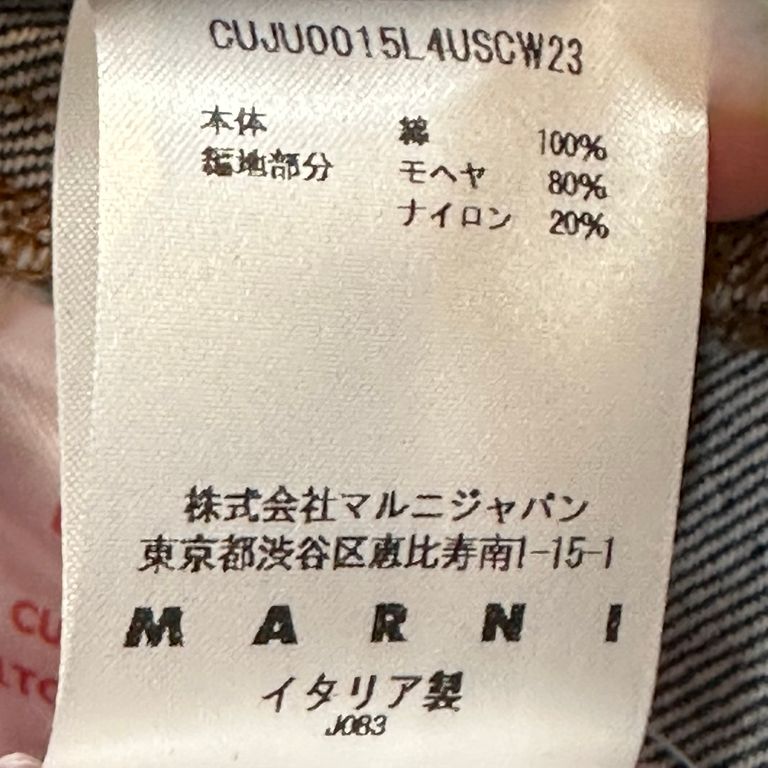 CUJU0015L4USCW23
本体 綿 100%
編地部分 モヘヤ 80%
ナイロン 20%
株式会社マルニジャパン
東京都渋谷区恵比寿南1-15-1
MARNI
イタリア製
J083
CU